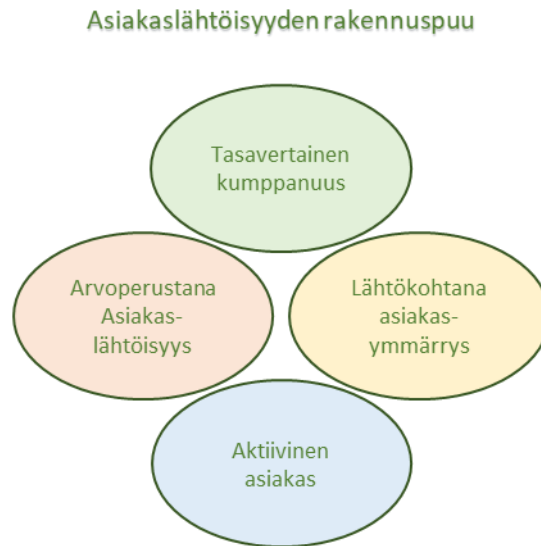 Asiakaslähtöisyyden rakennuspuu
Tasavertainen
kumppanuus
Arvoperustana
Asiakas-
lähtöisyys
Lähtökohtana
asiakas-
ymmärrys
Aktiivinen
asiakas